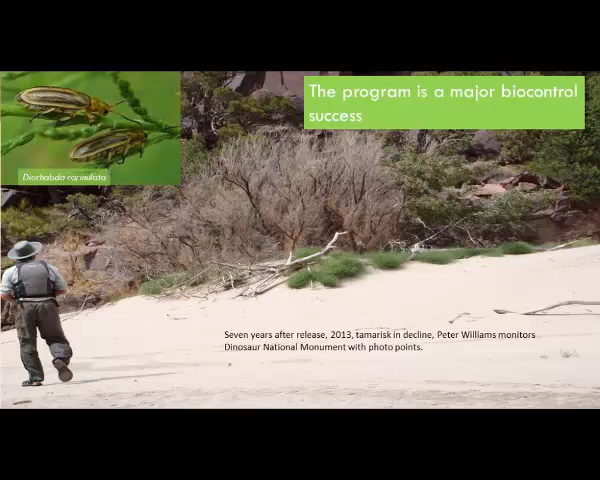 The program is a major biocontrol
success
Diorhabda carinulata
Seven years after release, 2013, tamarisk in decline, Peter Williams monitors
Dinosaur National Monument with photo points.